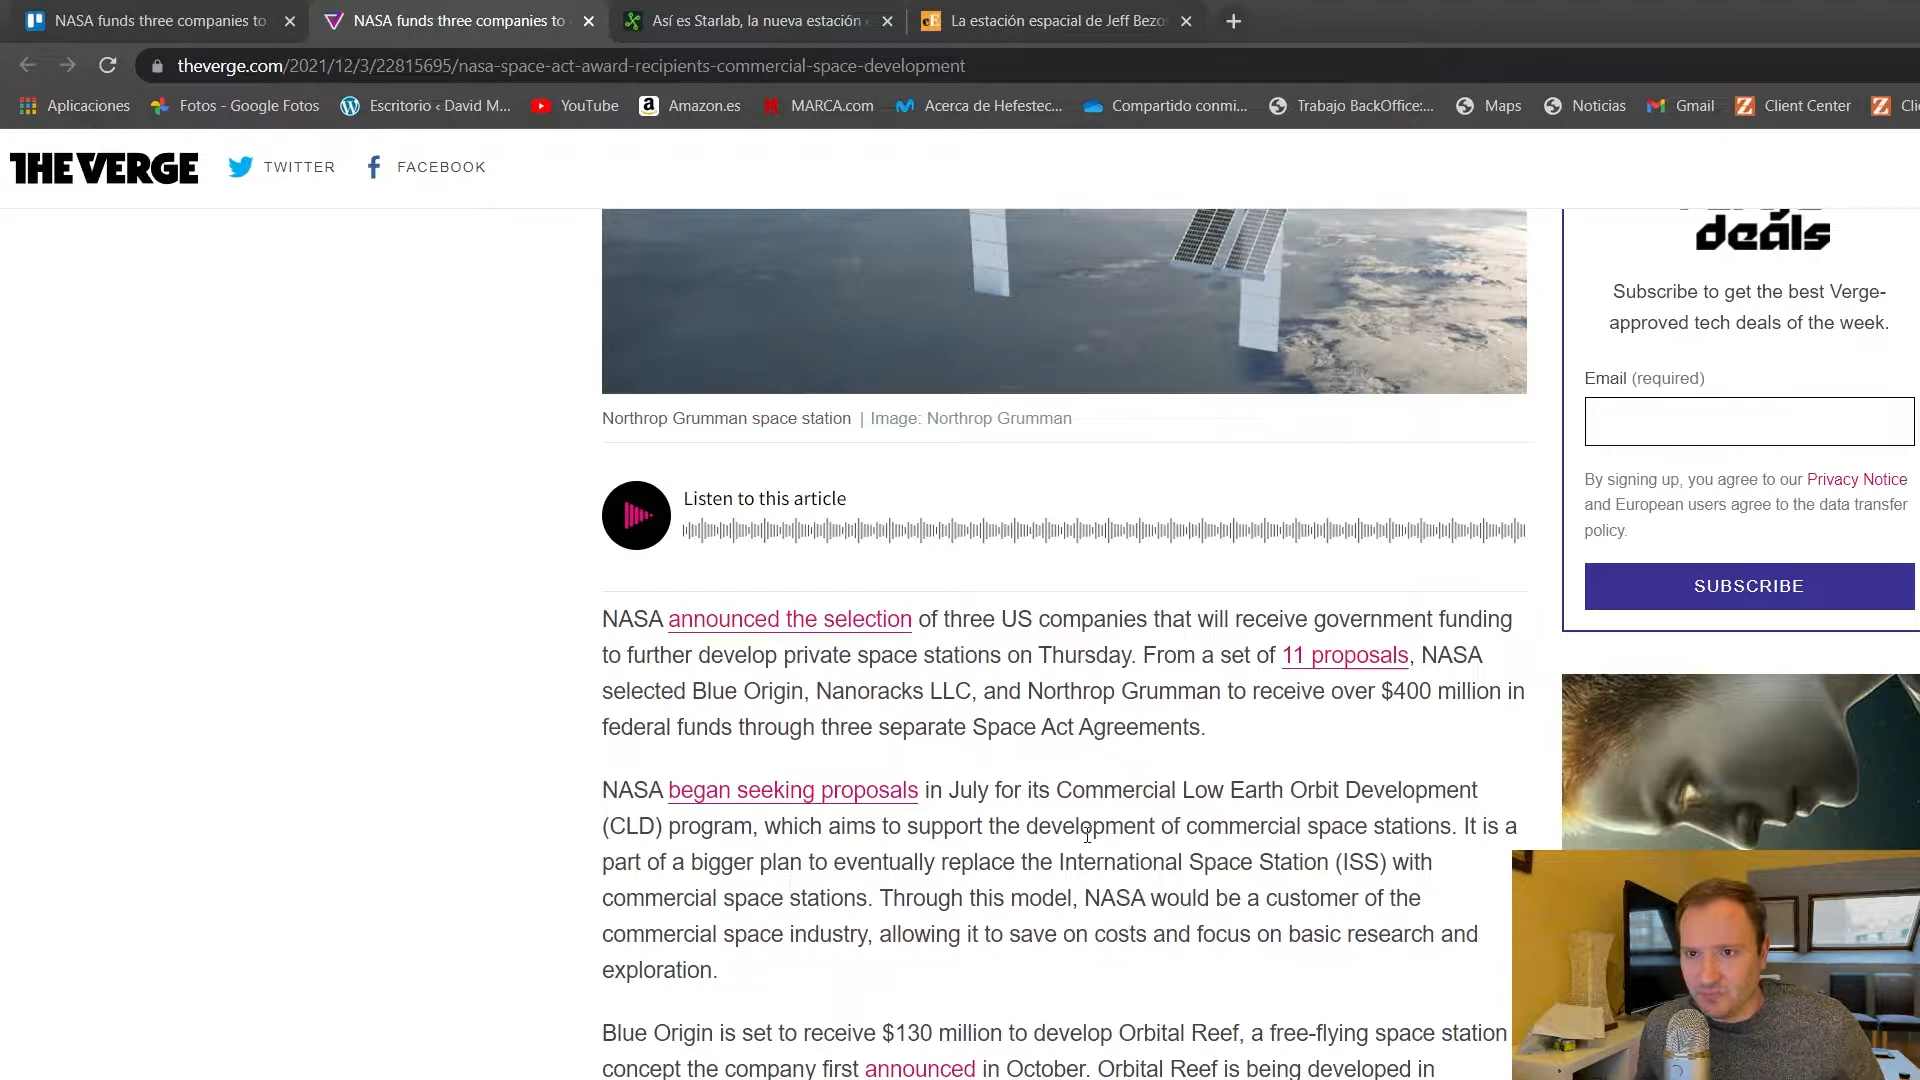 NASA funds three companies to
NASA funds three companies to
Así es Starlab, la nueva estación
La estación espacial de Jeff Bezo
theverge.com/2021/12/3/22815695/nasa-space-act-award-recipients-commercial-space-development
Aplicaciones
Fotos - Google Fotos
Escritorio ‹ David M...
YouTube
Amazon.es
MARCA.com
Acerca de Hefestec...
Compartido conmi...
Trabajo BackOffice:...
Maps
Noticias
Gmail
Client Center
Cli
THE VERGE
TWITTER
FACEBOOK
deals
Subscribe to get the best Verge-
approved tech deals of the week.
Email (required)
By signing up, you agree to our Privacy Notice
and European users agree to the data transfer
policy.
SUBSCRIBE
Northrop Grumman space station | Image: Northrop Grumman
Listen to this article
NASA announced the selection of three US companies that will receive government funding
to further develop private space stations on Thursday. From a set of 11 proposals, NASA
selected Blue Origin, Nanoracks LLC, and Northrop Grumman to receive over $400 million in
federal funds through three separate Space Act Agreements.
NASA began seeking proposals in July for its Commercial Low Earth Orbit Development
(CLD) program, which aims to support the development of commercial space stations. It is a
part of a bigger plan to eventually replace the International Space Station (ISS) with
commercial space stations. Through this model, NASA would be a customer of the
commercial space industry, allowing it to save on costs and focus on basic research and
exploration.
Blue Origin is set to receive $130 million to develop Orbital Reef, a free-flying space station
concept the company first announced in October. Orbital Reef is being developed in